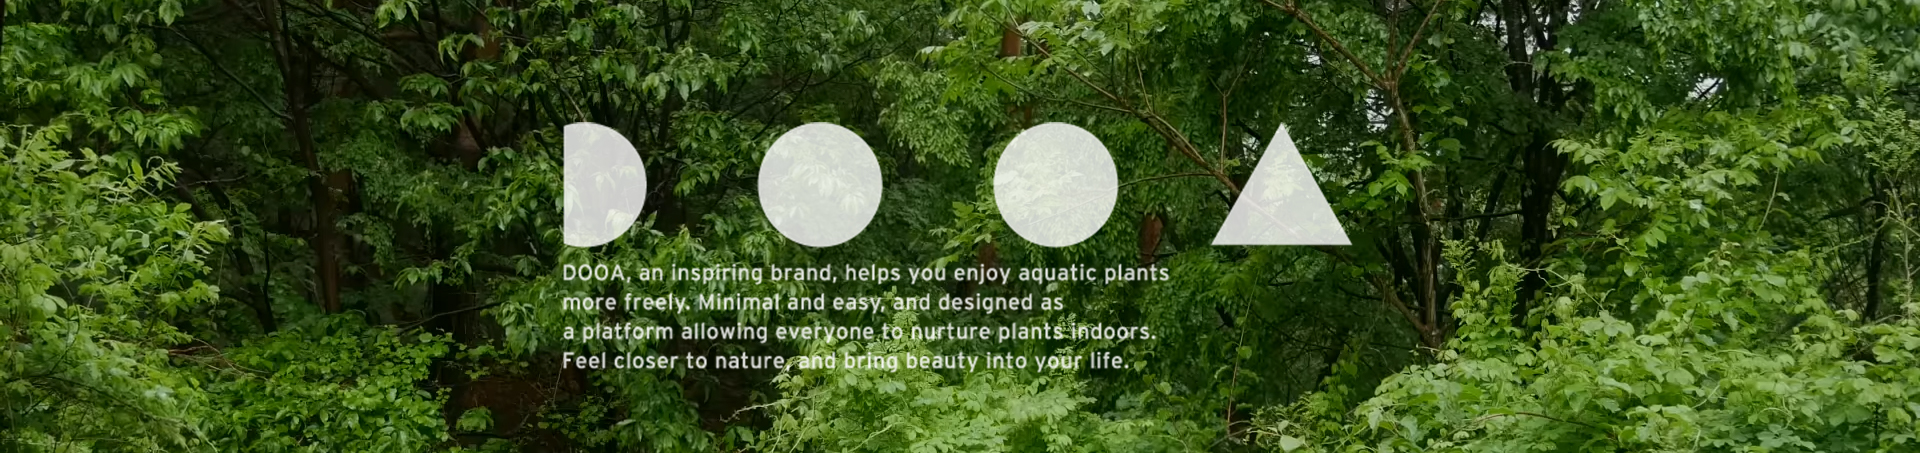 DOOA
DOOA, an inspiring brand, helps you enjoy aquatic plants
more freely. Minimal and easy, and designed as
a platform allowing everyone to nurture plants indoors.
Feel closer to nature, and bring beauty into your life.